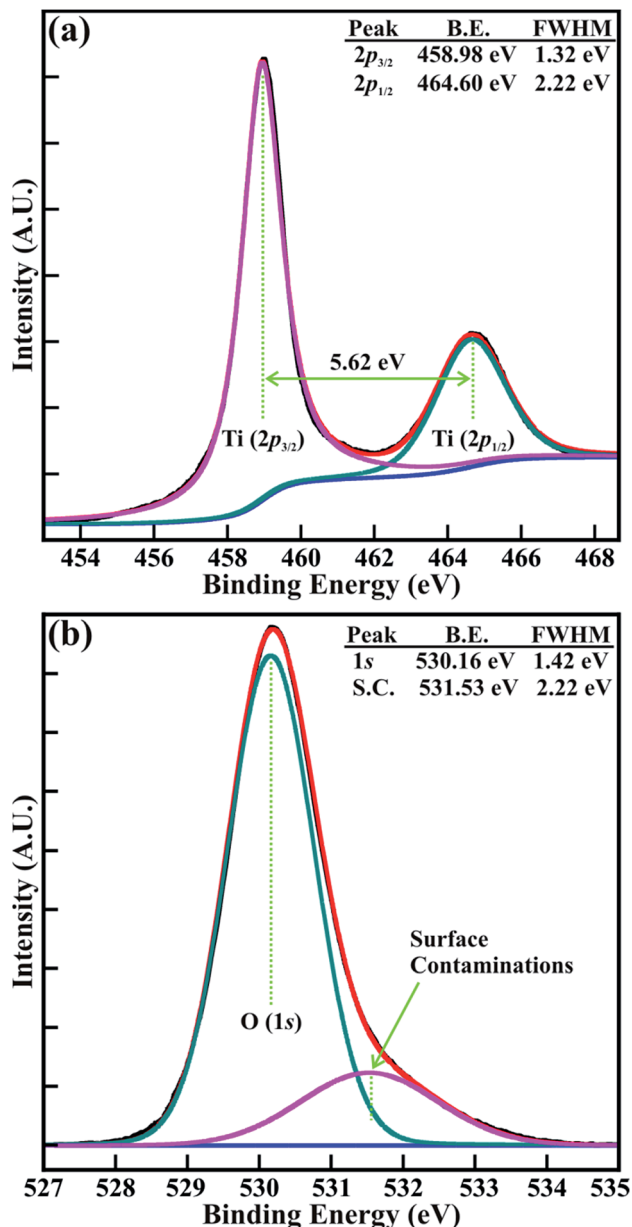 (a)
Peak B.E. FWHM
2p3/2 458.98 eV 1.32 eV
2p1/2 464.60 eV 2.22 eV
5.62 eV
Ti (2p3/2) Ti (2p1/2)
Intensity (A.U.)
454 456 458 460 462 464 466 468
Binding Energy (eV)
(b)
Peak B.E. FWHM
1s 530.16 eV 1.42 eV
S.C. 531.53 eV 2.22 eV
Surface
Contaminations
O (1s)
Intensity (A.U.)
527 528 529 530 531 532 533 534 535
Binding Energy (eV)